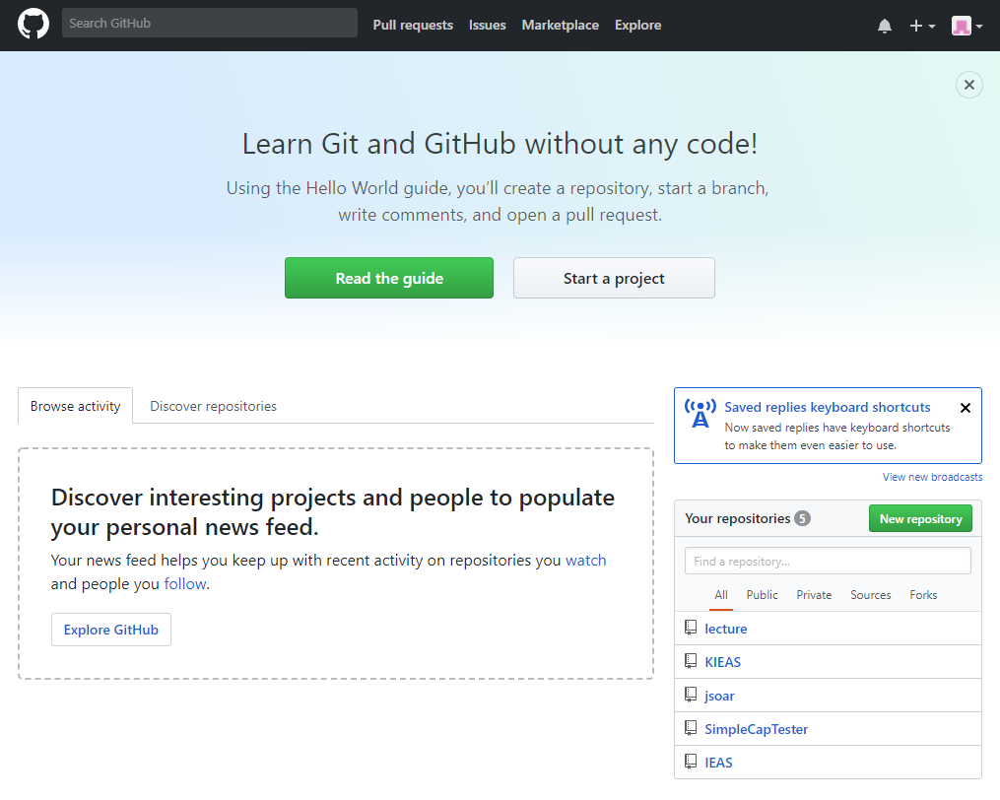 Search GitHub
Pull requests
Issues
Marketplace
Explore
Learn Git and GitHub without any code!
Using the Hello World guide, you’ll create a repository, start a branch,
write comments, and open a pull request.
Read the guide
Start a project
Browse activity
Discover repositories
Discover interesting projects and people to populate
your personal news feed.
Your news feed helps you keep up with recent activity on repositories you watch
and people you follow.
Explore GitHub
Saved replies keyboard shortcuts
Now saved replies have keyboard shortcuts
to make them even easier to use.
View new broadcasts
Your repositories 5
New repository
Find a repository...
All
Public
Private
Sources
Forks
lecture
KIEAS
jsoar
SimpleCapTester
IEAS